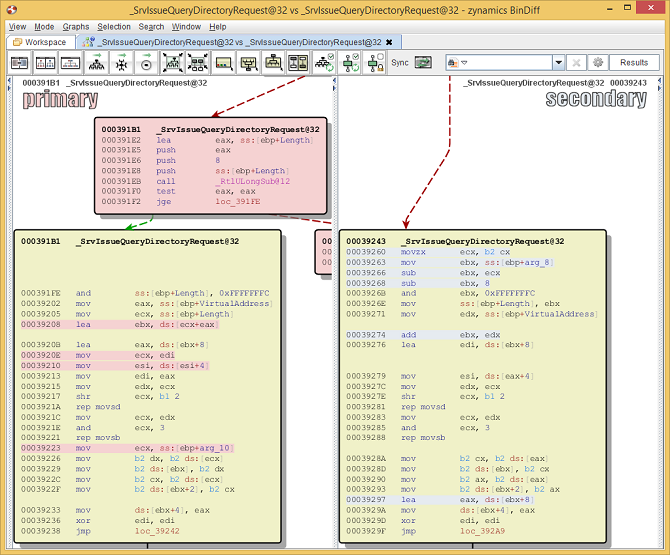 _SrvIssueQueryDirectoryRequest@32 vs _SrvIssueQueryDirectoryRequest@32 - zynamics BinDiff
View Mode Graphs Selection Search Window Help
Workspace _SrvIssueQueryDirectoryRequest@32 vs _SrvIssueQueryDirectoryRequest@32
Sync Results
000391B1 _SrvIssueQueryDirectoryRequest@32
primary
_SrvIssueQueryDirectoryRequest@32 00039243
secondary
000391B1 _SrvIssueQueryDirectoryRequest@32
000391E2 lea eax, ss:[ebp+Length]
000391E5 push eax
000391E6 push 8
000391E8 push ss:[ebp+Length]
000391EB call _RtlULongSub@12
000391F0 test eax, eax
000391F2 jge loc_391FE
000391B1 _SrvIssueQueryDirectoryRequest@32
000391FE and ss:[ebp+Length], 0xFFFFFFFC
00039202 mov eax, ss:[ebp+VirtualAddress]
00039205 mov ecx, ss:[ebp+Length]
00039208 lea ebx, ds:[ecx+eax]
0003920B lea eax, ds:[ebx+8]
0003920E mov ecx, edi
00039210 mov esi, ds:[esi+4]
00039213 mov edi, eax
00039215 mov edx, ecx
00039217 shr ecx, b1 2
0003921A rep movsd
0003921C mov ecx, edx
0003921E and ecx, 3
00039221 rep movsb
00039223 mov ecx, ss:[ebp+arg_10]
00039226 mov b2 dx, b2 ds:[ecx]
00039229 mov b2 ds:[ebx], b2 dx
0003922C mov b2 cx, b2 ds:[ecx]
0003922F mov b2 ds:[ebx+2], b2 cx
00039233 mov ds:[ebx+4], eax
00039236 xor edi, edi
00039238 jmp loc_39242
00039243 _SrvIssueQueryDirectoryRequest@32
00039260 movzx ecx, b2 cx
00039263 mov ebx, ss:[ebp+arg_8]
00039266 sub ebx, ecx
00039268 sub ebx, 8
0003926B and ebx, 0xFFFFFFFC
0003926E mov ss:[ebp+Length], ebx
00039271 mov edx, ss:[ebp+VirtualAddress]
00039274 add ebx, edx
00039276 lea edi, ds:[ebx+8]
00039279 mov esi, ds:[eax+4]
0003927C mov edx, ecx
0003927E shr ecx, b1 2
00039281 rep movsd
00039283 mov ecx, edx
00039285 and ecx, 3
00039288 rep movsb
0003928A mov b2 cx, b2 ds:[eax]
0003928D mov b2 ds:[ebx], b2 cx
00039290 mov b2 ax, b2 ds:[eax]
00039293 mov b2 ds:[ebx+2], b2 ax
00039297 lea eax, ds:[ebx+8]
0003929A mov ds:[ebx+4], eax
0003929D xor edi, edi
0003929F jmp loc_392A9